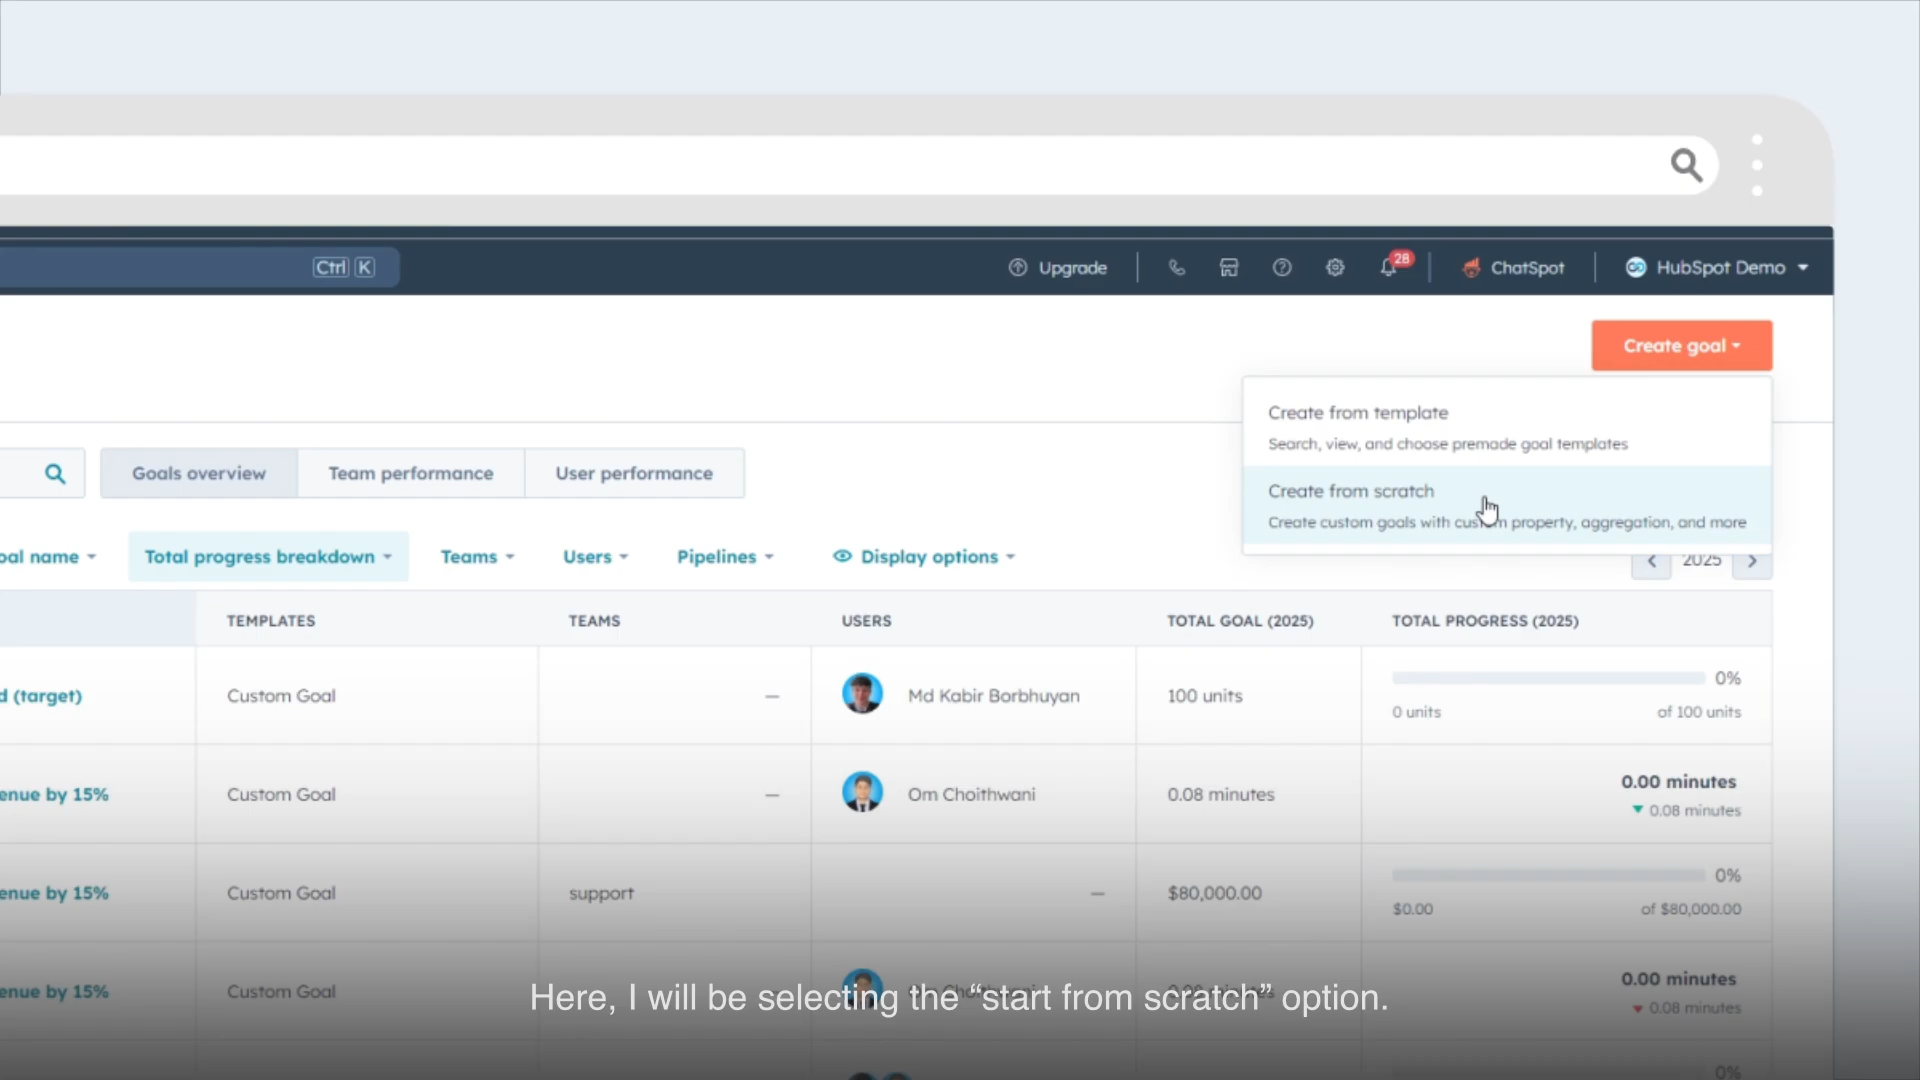 Ctrl K
Upgrade
28
ChatSpot
HubSpot Demo
Create goal
Create from template
Search, view, and choose premade goal templates
Create from scratch
Create custom goals with custom property, aggregation, and more
Goals overview
Team performance
User performance
oal name
Total progress breakdown
Teams
Users
Pipelines
Display options
2025
TEMPLATES
TEAMS
USERS
TOTAL GOAL (2025)
TOTAL PROGRESS (2025)
d (target)
Custom Goal
—
Md Kabir Borbhuyan
100 units
0%
0 units
of 100 units
enue by 15%
Custom Goal
—
Om Choithwani
0.08 minutes
0.00 minutes
0.08 minutes
enue by 15%
Custom Goal
support
—
$80,000.00
0%
$0.00
of $80,000.00
enue by 15%
Custom Goal
0.00 minutes
0.08 minutes
Here, I will be selecting the “start from scratch” option.
0%